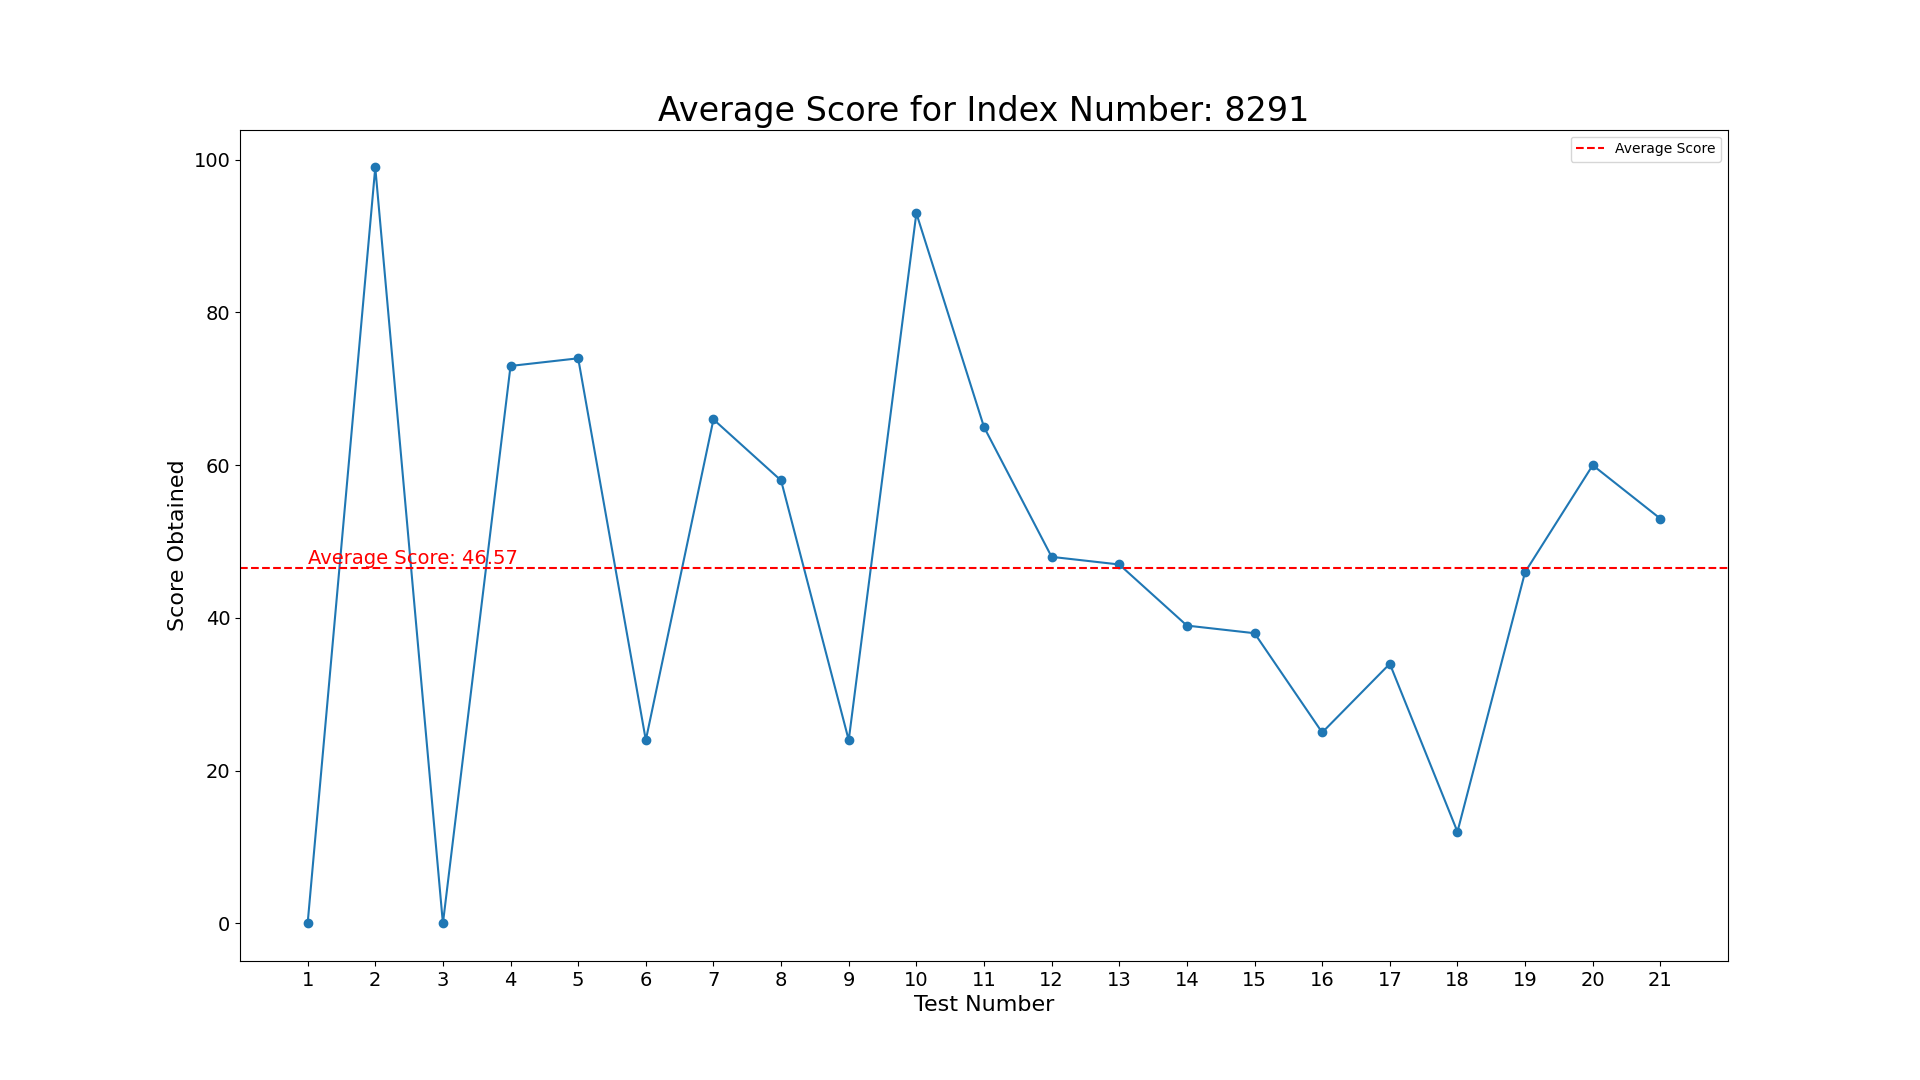 Average Score for Index Number: 8291
Average Score
100
80
60
40
20
0
Score Obtained
Average Score: 46.57
1 2 3 4 5 6 7 8 9 10 11 12 13 14 15 16 17 18 19 20 21
Test Number